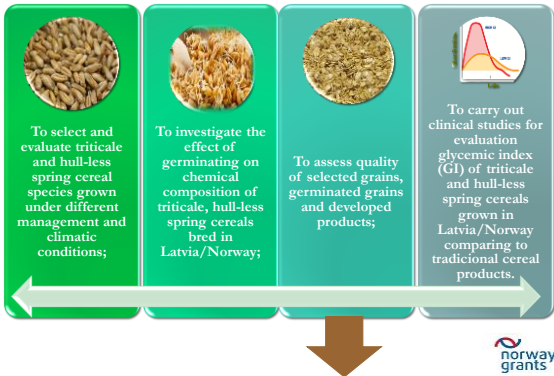 To select and
evaluate triticale
and hull-less
spring cereal
species grown
under different
management and
climatic
conditions;
To investigate the
effect of
germinating on
chemical
composition of
triticale, hull-less
spring cereals
bred in
Latvia/Norway;
To assess quality
of selected grains,
germinated grains
and developed
products;
To carry out
clinical studies for
evaluation
glycemic index
(GI) of triticale
and hull-less
spring cereals
grown in
Latvia/Norway
comparing to
tradicional cereal
products.
norway
grants